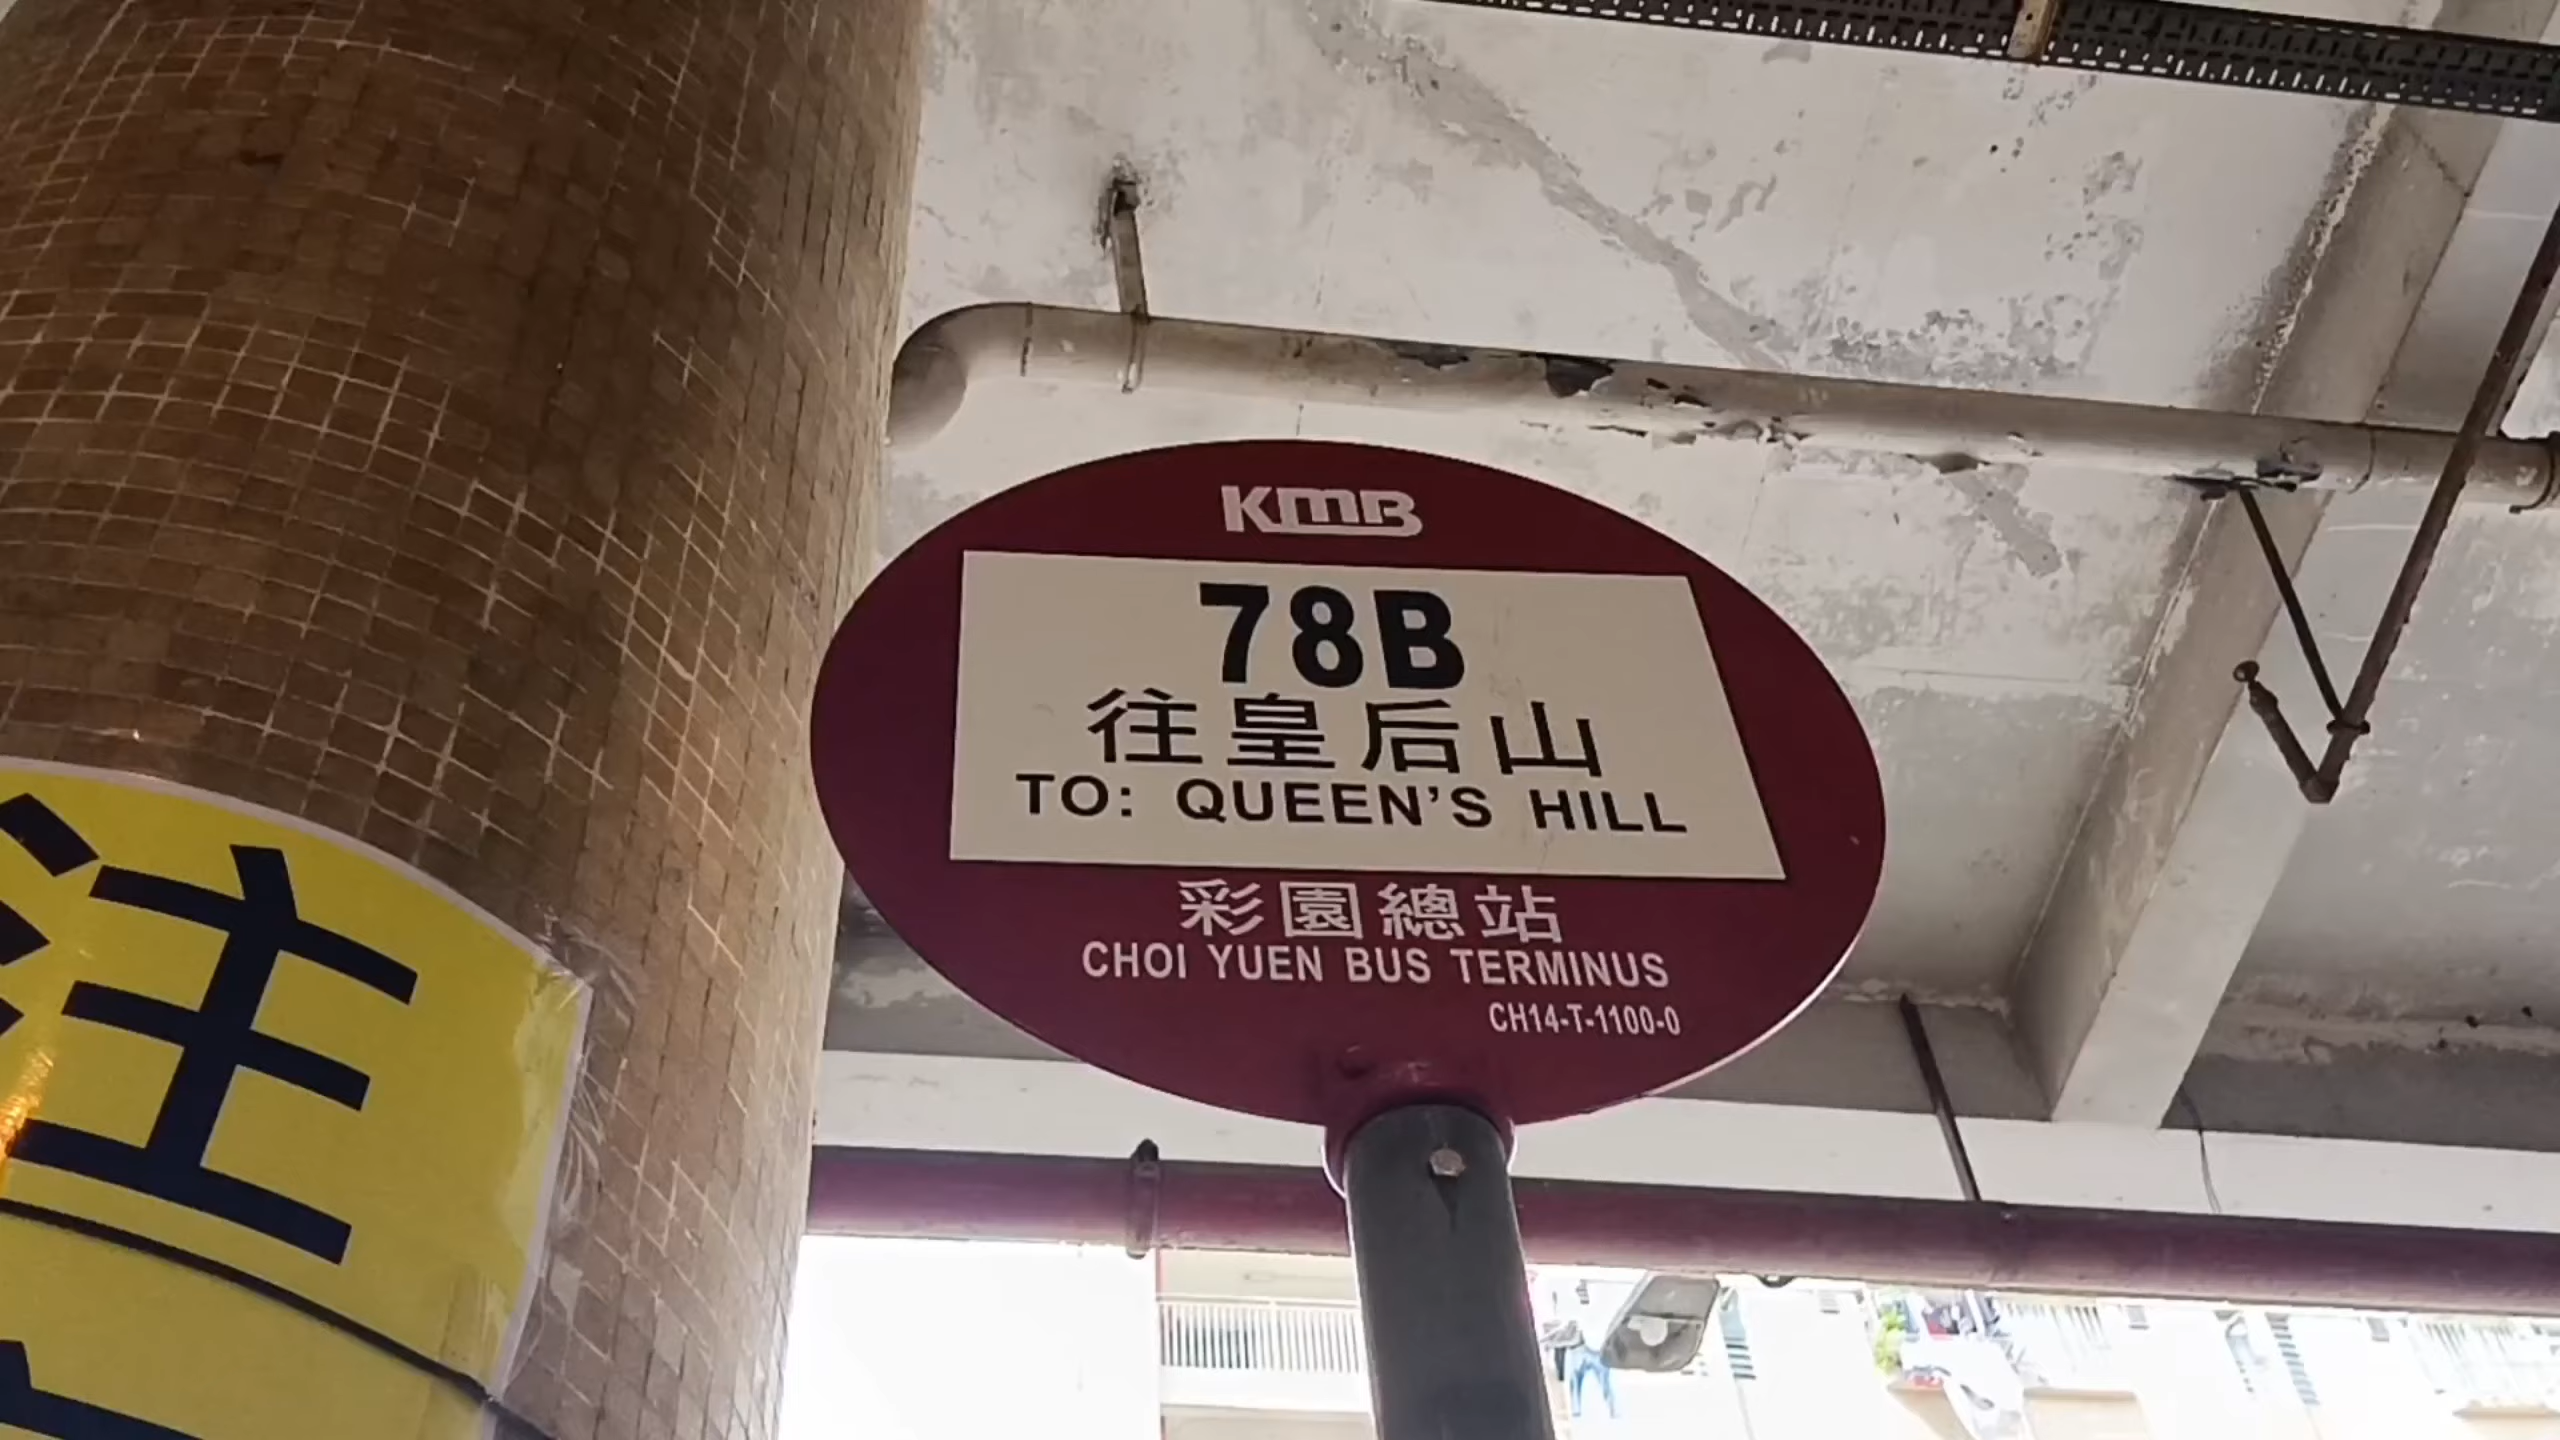 KMB
78B
往皇后山
TO: QUEEN'S HILL
彩園總站
CHOI YUEN BUS TERMINUS
CH14-T-1100-0
注